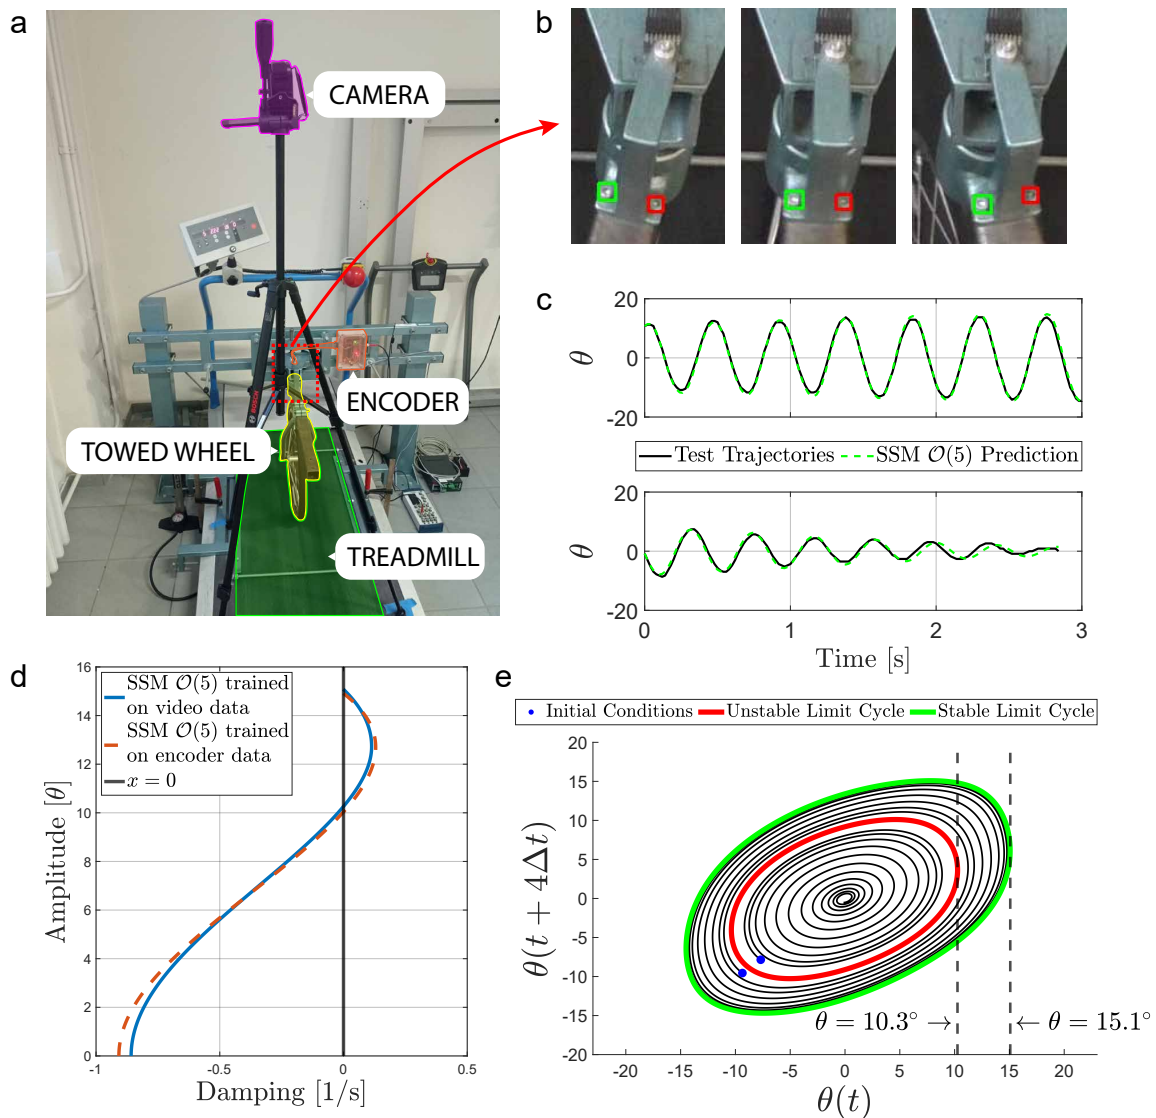 a
CAMERA
ENCODER
TOWED WHEEL
TREADMILL
BOSCH
b
c
20
0
-20
θ
Test Trajectories
SSM O(5) Prediction
20
0
-20
θ
0
1
2
3
Time [s]
d
16
14
12
10
8
6
4
2
0
Amplitude [θ]
SSM O(5) trained
on video data
SSM O(5) trained
on encoder data
x = 0
-1
-0.5
0
0.5
Damping [1/s]
e
Initial Conditions
Unstable Limit Cycle
Stable Limit Cycle
20
15
10
5
0
-5
-10
-15
-20
θ(t + 4Δt)
θ = 10.3° →
← θ = 15.1°
-20
-15
-10
-5
0
5
10
15
20
θ(t)